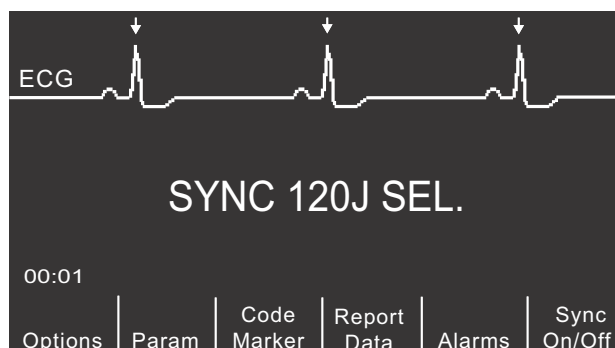 ECG
SYNC 120J SEL.
00:01
Options
Param
Code
Marker
Report
Data
Alarms
Sync
On/Off